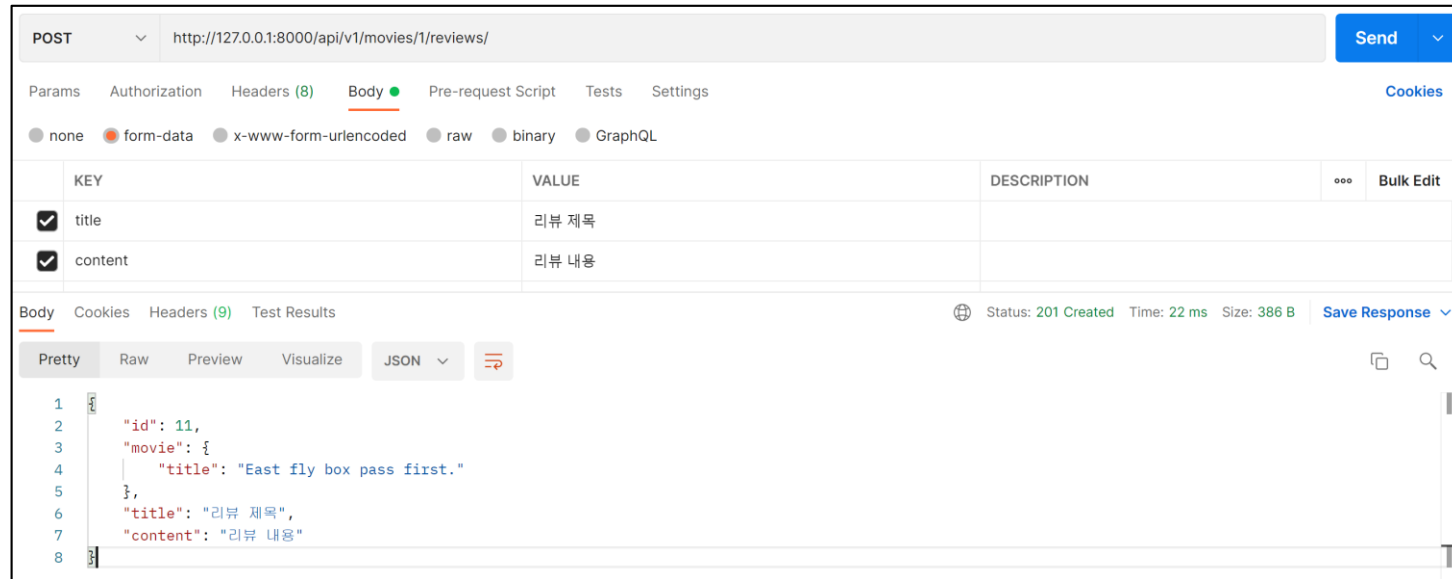 POST http://127.0.0.1:8000/api/v1/movies/1/reviews/ Send
Params Authorization Headers (8) Body Pre-request Script Tests Settings Cookies
none form-data x-www-form-urlencoded raw binary GraphQL
KEY VALUE DESCRIPTION ooo Bulk Edit
title 리뷰 제목
content 리뷰 내용
Body Cookies Headers (9) Test Results Status: 201 Created Time: 22 ms Size: 386 B Save Response
Pretty Raw Preview Visualize JSON
1 {
2 "id": 11,
3 "movie": {
4 "title": "East fly box pass first."
5 },
6 "title": "리뷰 제목",
7 "content": "리뷰 내용"
8 }